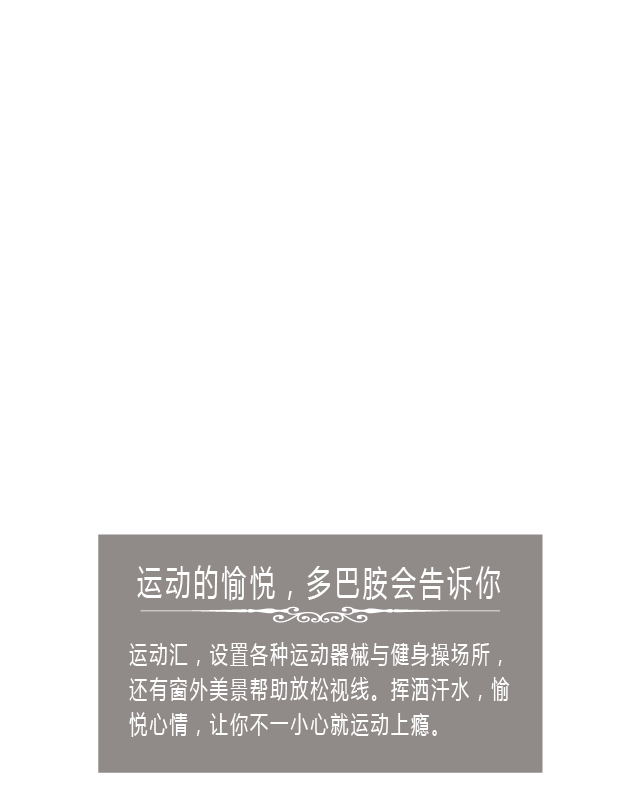 运动的愉悦，多巴胺会告诉你
运动汇，设置各种运动器械与健身操场所，
还有窗外美景帮助放松视线。挥洒汗水，愉
悦心情，让你不一小心就运动上瘾。